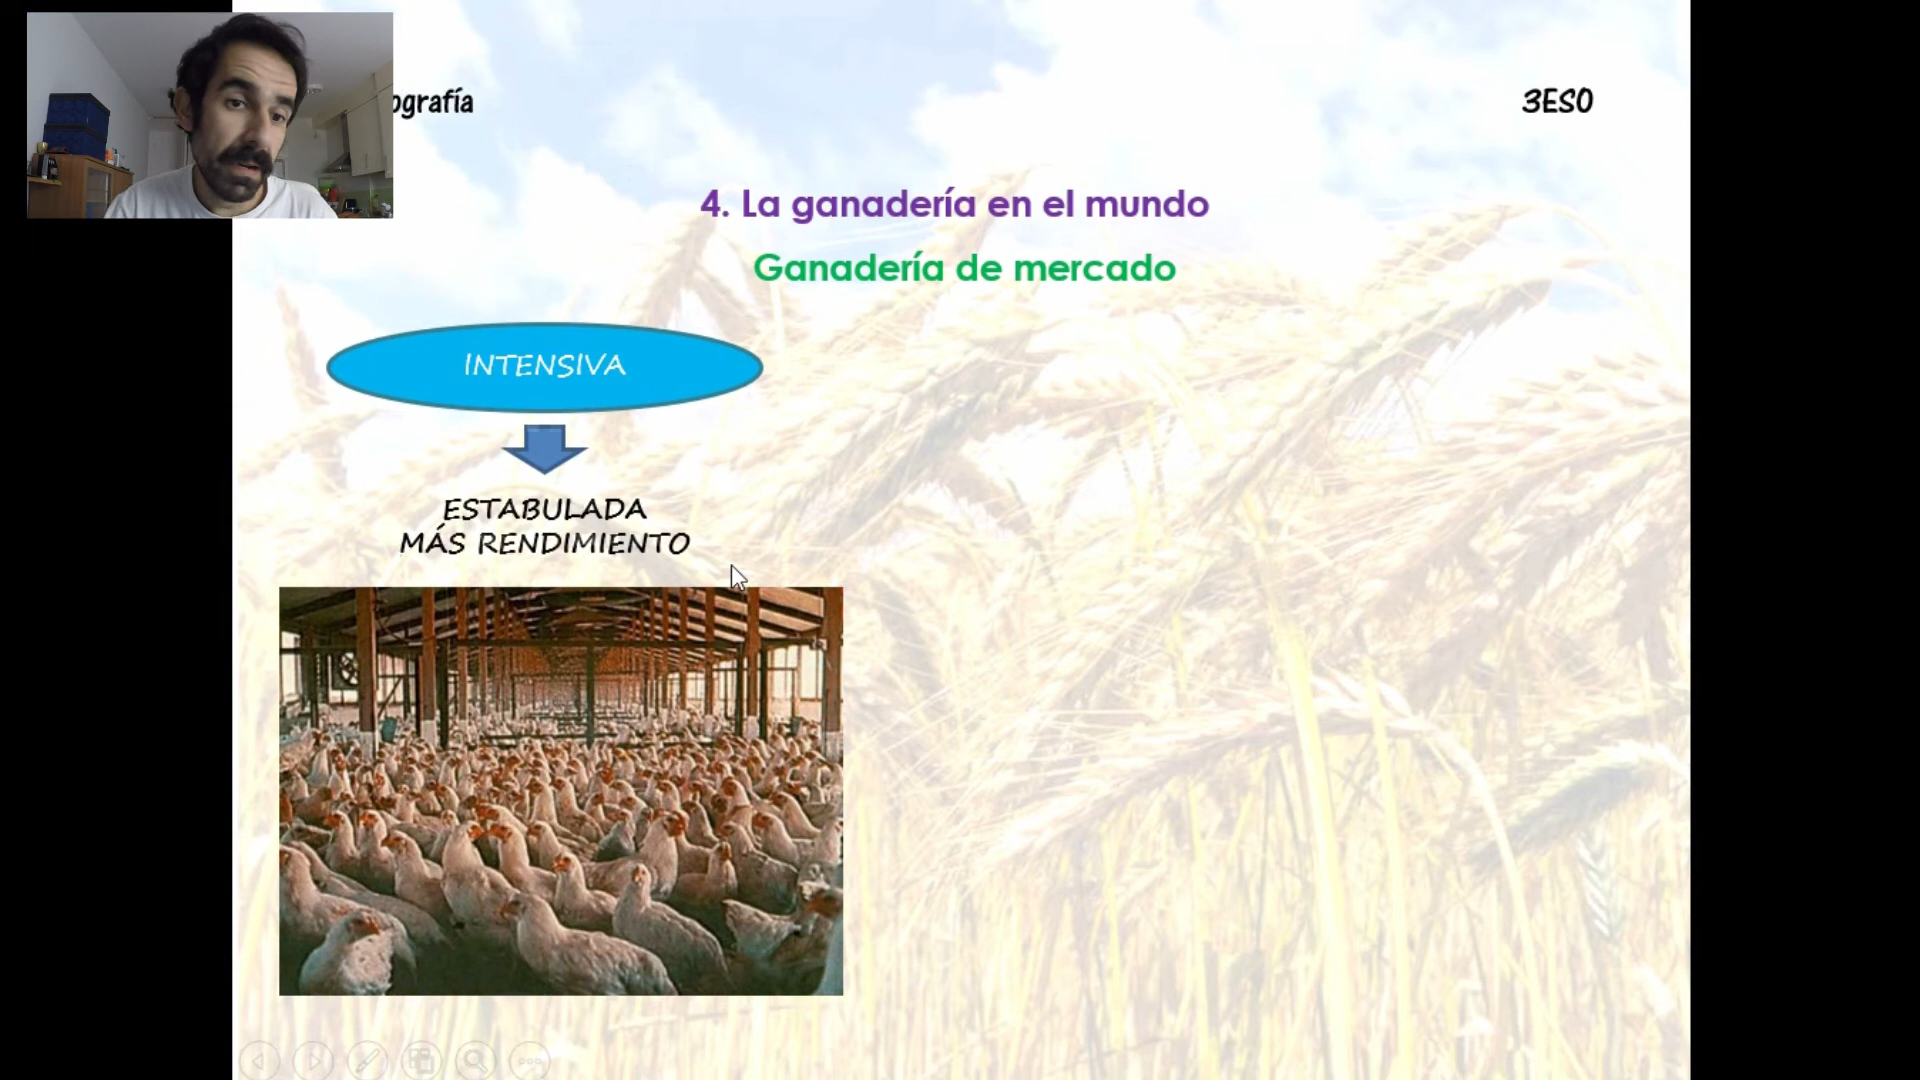 ografía
3ESO
4. La ganadería en el mundo
Ganadería de mercado
INTENSIVA
ESTABULADA
MÁS RENDIMIENTO